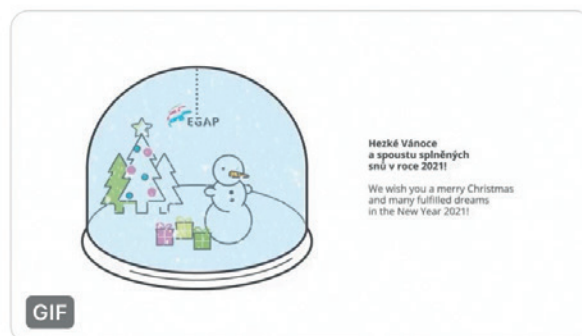 EGAP
Hezké Vánoce
a spoustu splněných
snů v roce 2021!
We wish you a merry Christmas
and many fulfilled dreams
in the New Year 2021!
GIF